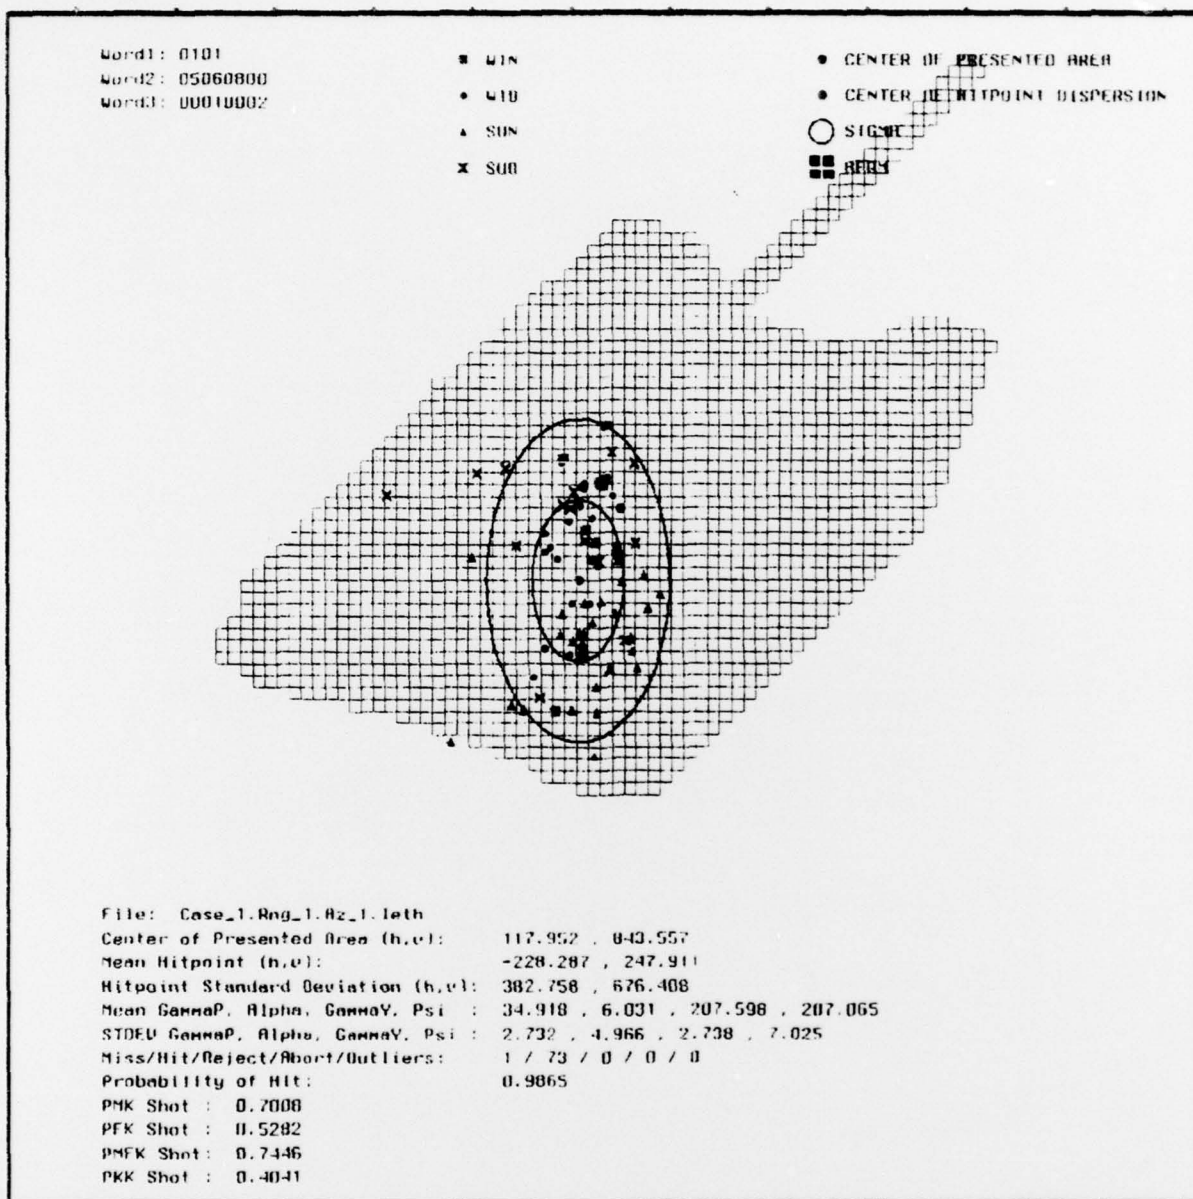 Word1: 0101
Word2: 05060800
Word3: 00010002
WIN
WIO
SUN
SUO
CENTER OF PRESENTED AREA
CENTER OF HITPOINT DISPERSION
SIGMA
File: Case_1.Rng_1.Az_1.leth
Center of Presented Area (h,v): 117.952 , 843.557
Mean Hitpoint (h,v): -228.287 , 247.911
Hitpoint Standard Deviation (h,v): 382.758 , 676.408
Mean GammaP, Alpha, GammaY, Psi : 34.918 , 6.031 , 207.598 , 207.065
STDEV GammaP, Alpha, GammaY, Psi : 2.732 , 4.966 , 2.738 , 7.025
Miss/Hit/Reject/Abort/Outliers: 1 / 73 / 0 / 0 / 0
Probability of Hit: 0.9865
PMK Shot : 0.7008
PFK Shot : 0.5282
PMFK Shot: 0.7446
PKK Shot : 0.4041